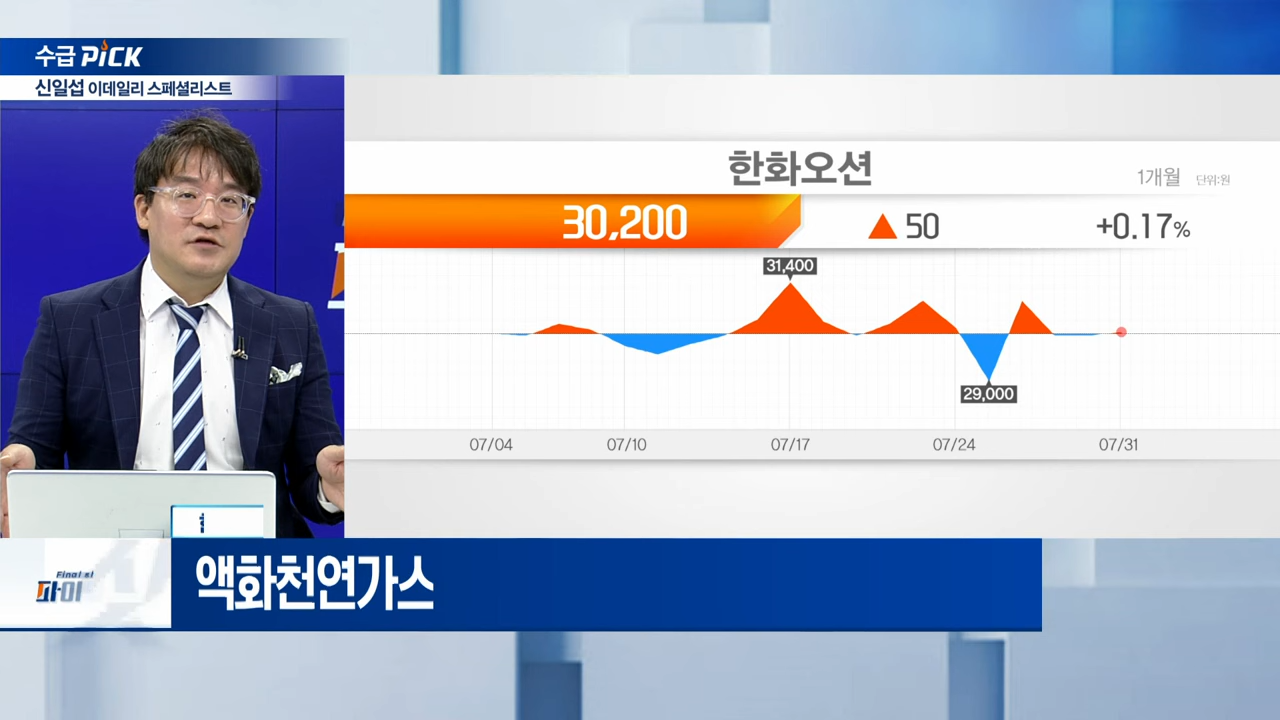 수급 PiCK
신일섭 이데일리 스페셜리스트
한화오션
1개월 단위:원
30,200 ▲ 50 +0.17%
31,400
29,000
07/04 07/10 07/17 07/24 07/31
파이
액화천연가스